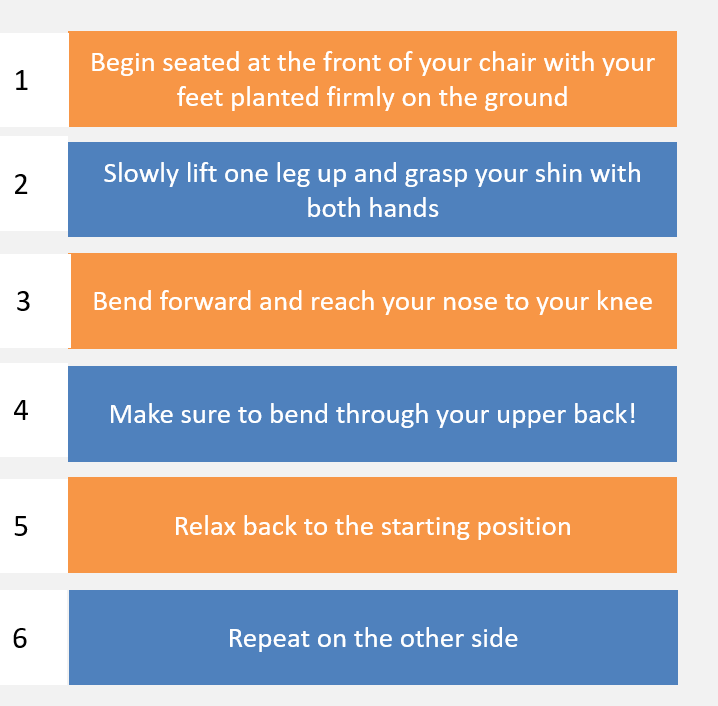 1
Begin seated at the front of your chair with your
feet planted firmly on the ground
2
Slowly lift one leg up and grasp your shin with
both hands
3
Bend forward and reach your nose to your knee
4
Make sure to bend through your upper back!
5
Relax back to the starting position
6
Repeat on the other side